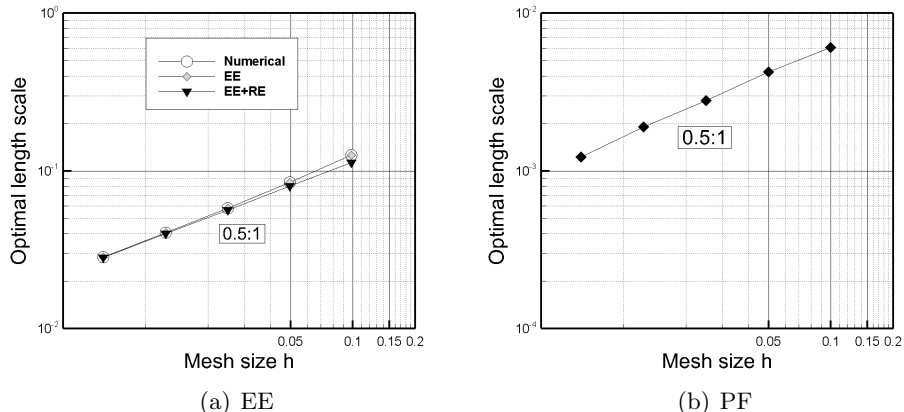 10^0
Optimal length scale
Numerical
EE
EE+RE
10^-1
0.5:1
10^-2
0.05
0.1
0.15
0.2
Mesh size h
(a) EE
10^-2
Optimal length scale
10^-3
0.5:1
10^-4
0.05
0.1
0.15
0.2
Mesh size h
(b) PF